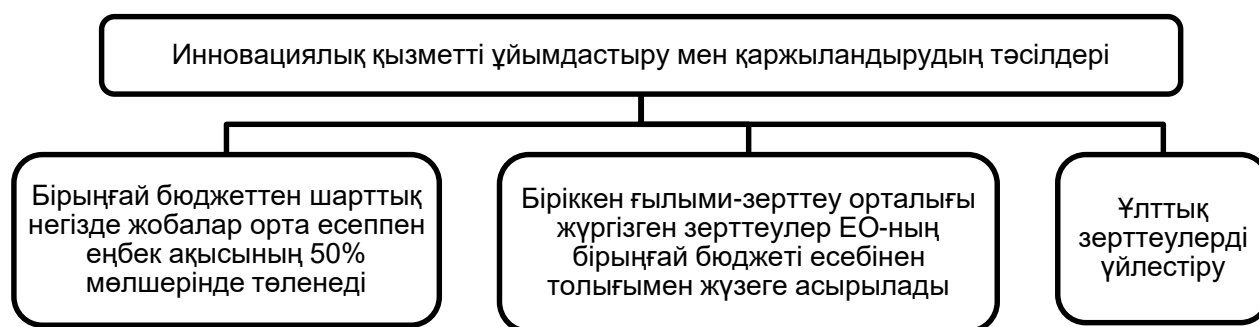 Инновациялық қызметті ұйымдастыру мен қаржыландырудың тәсілдері
Бірыңғай бюджеттен шарттық
негізде жобалар орта есеппен
еңбек ақысының 50%
мөлшерінде төленеді
Біріккен ғылыми-зерттеу орталығы
жүргізген зерттеулер ЕО-ның
бірыңғай бюджеті есебінен
толығымен жүзеге асырылады
Ұлттық
зерттеулерді
үйлестіру